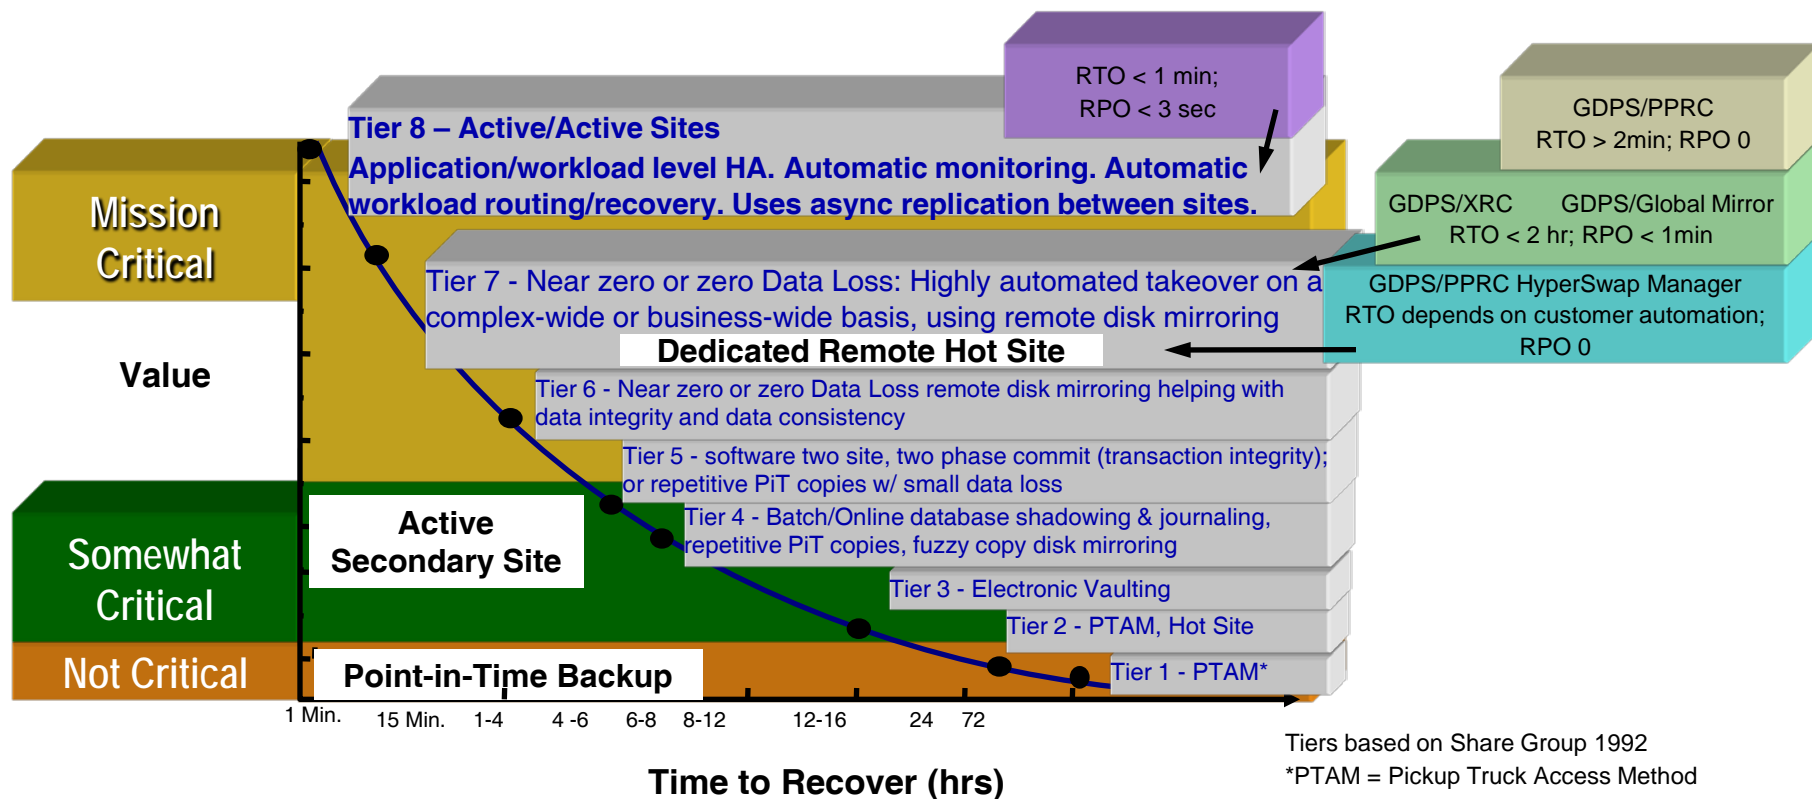 RTO < 1 min;
RPO < 3 sec
GDPS/PPRC
RTO > 2min; RPO 0
Tier 8 – Active/Active Sites
Application/workload level HA. Automatic monitoring. Automatic
workload routing/recovery. Uses async replication between sites.
GDPS/XRC GDPS/Global Mirror
RTO < 2 hr; RPO < 1min
Mission
Critical
Tier 7 - Near zero or zero Data Loss: Highly automated takeover on a
complex-wide or business-wide basis, using remote disk mirroring
Dedicated Remote Hot Site
GDPS/PPRC HyperSwap Manager
RTO depends on customer automation;
RPO 0
Value
Tier 6 - Near zero or zero Data Loss remote disk mirroring helping with
data integrity and data consistency
Tier 5 - software two site, two phase commit (transaction integrity);
or repetitive PiT copies w/ small data loss
Active
Secondary Site
Tier 4 - Batch/Online database shadowing & journaling,
repetitive PiT copies, fuzzy copy disk mirroring
Somewhat
Critical
Tier 3 - Electronic Vaulting
Tier 2 - PTAM, Hot Site
Not Critical
Point-in-Time Backup
Tier 1 - PTAM*
1 Min. 15 Min. 1-4 4 -6 6-8 8-12 12-16 24 72
Time to Recover (hrs)
Tiers based on Share Group 1992
*PTAM = Pickup Truck Access Method